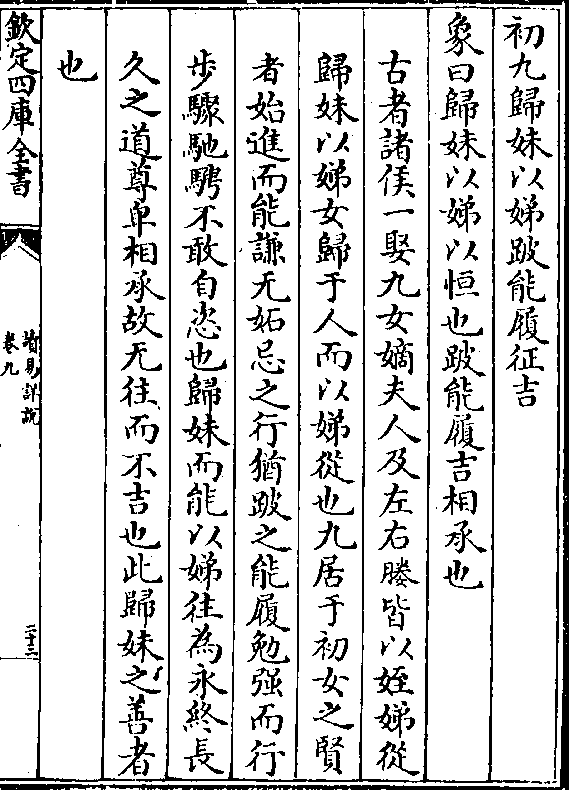 初九歸妹以娣跛能履征吉
象曰歸妹以娣以恒也跛能履吉相承也
古者諸侯一娶九女嫡夫人及左右媵皆以姪娣從
歸妹以娣女歸于人而以娣從也九居于初女之賢
者始進而能謙无妬忌之行猶跛之能履勉强而行
步驟馳騁不敢自恣也歸妹而能以娣往為永終長
久之道尊卑相承故无往而不吉也此歸妹之善者
也
欽定四庫全書
讀易詳說
卷九
二十二